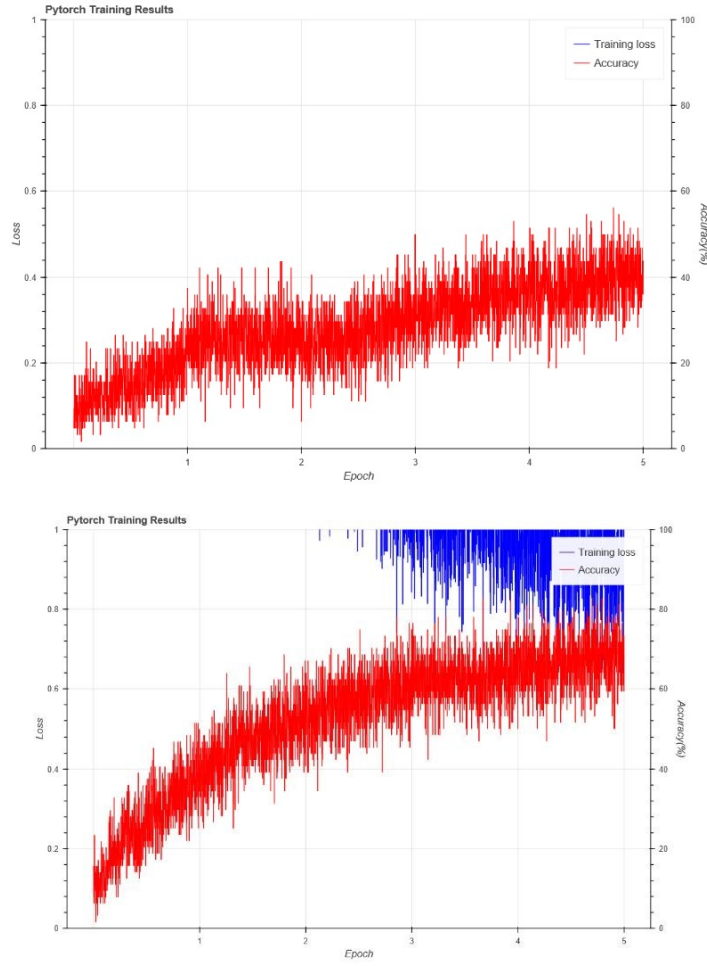 Pytorch Training Results
1
0.8
0.6
0.4
0.2
0
Loss
100
80
60
40
20
0
Accuracy(%)
Training loss
Accuracy
1 2 3 4 5
Epoch
Pytorch Training Results
1
0.8
0.6
0.4
0.2
0
Loss
100
80
60
40
20
0
Accuracy(%)
Training loss
Accuracy
1 2 3 4 5
Epoch